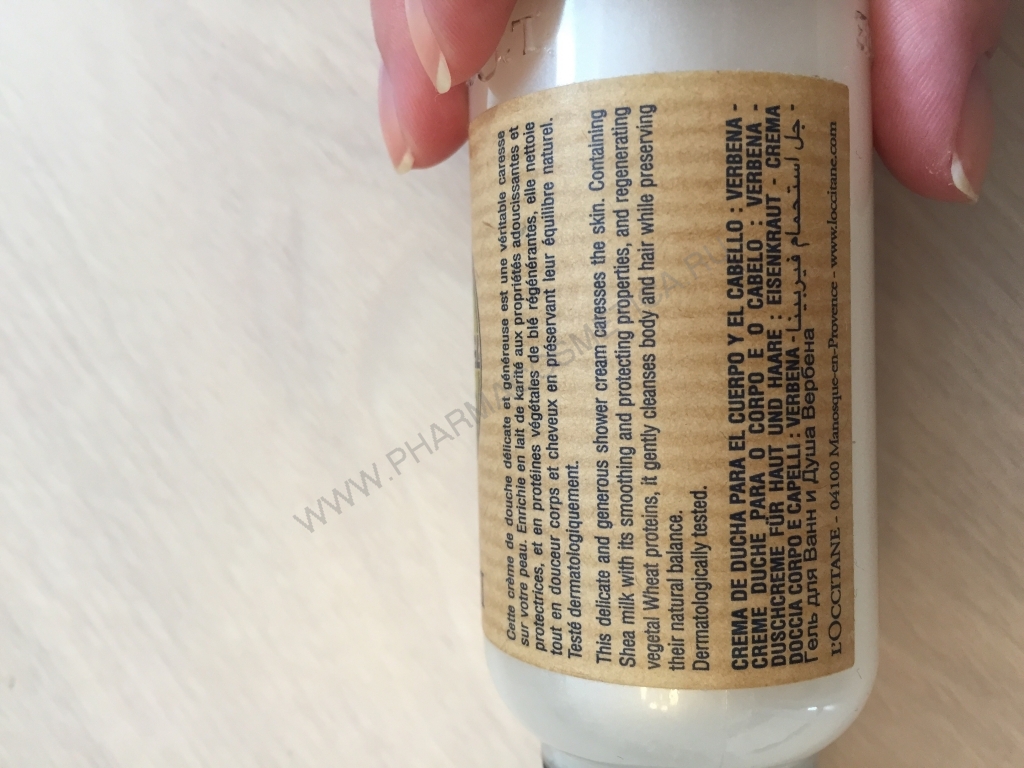 Cette crème de douche délicate et généreuse est une véritable caresse
sur votre peau. Enrichie en lait de karité aux propriétés adoucissantes et
protectrices, et en protéines végétales de blé régénérantes, elle nettoie
tout en douceur corps et cheveux en préservant leur équilibre naturel.
Testé dermatologiquement.
This delicate and generous shower cream caresses the skin. Containing
Shea milk with its smoothing and protecting properties, and regenerating
vegetal Wheat proteins, it gently cleanses body and hair while preserving
their natural balance.
Dermatologically tested.
CREMA DE DUCHA PARA EL CUERPO Y EL CABELLO : VERBENA -
CREME DUCHE PARA O CORPO E O CABELO : VERBENA -
DUSCHCREME FÜR HAUT UND HAARE : EISENKRAUT - CREMA
DOCCIA CORPO E CAPELLI : VERBENA - جل استحمام فيربينا -
Гель для Ванн и Душа Вербена
L'OCCITANE - 04100 Manosque-en-Provence - www.loccitane.com